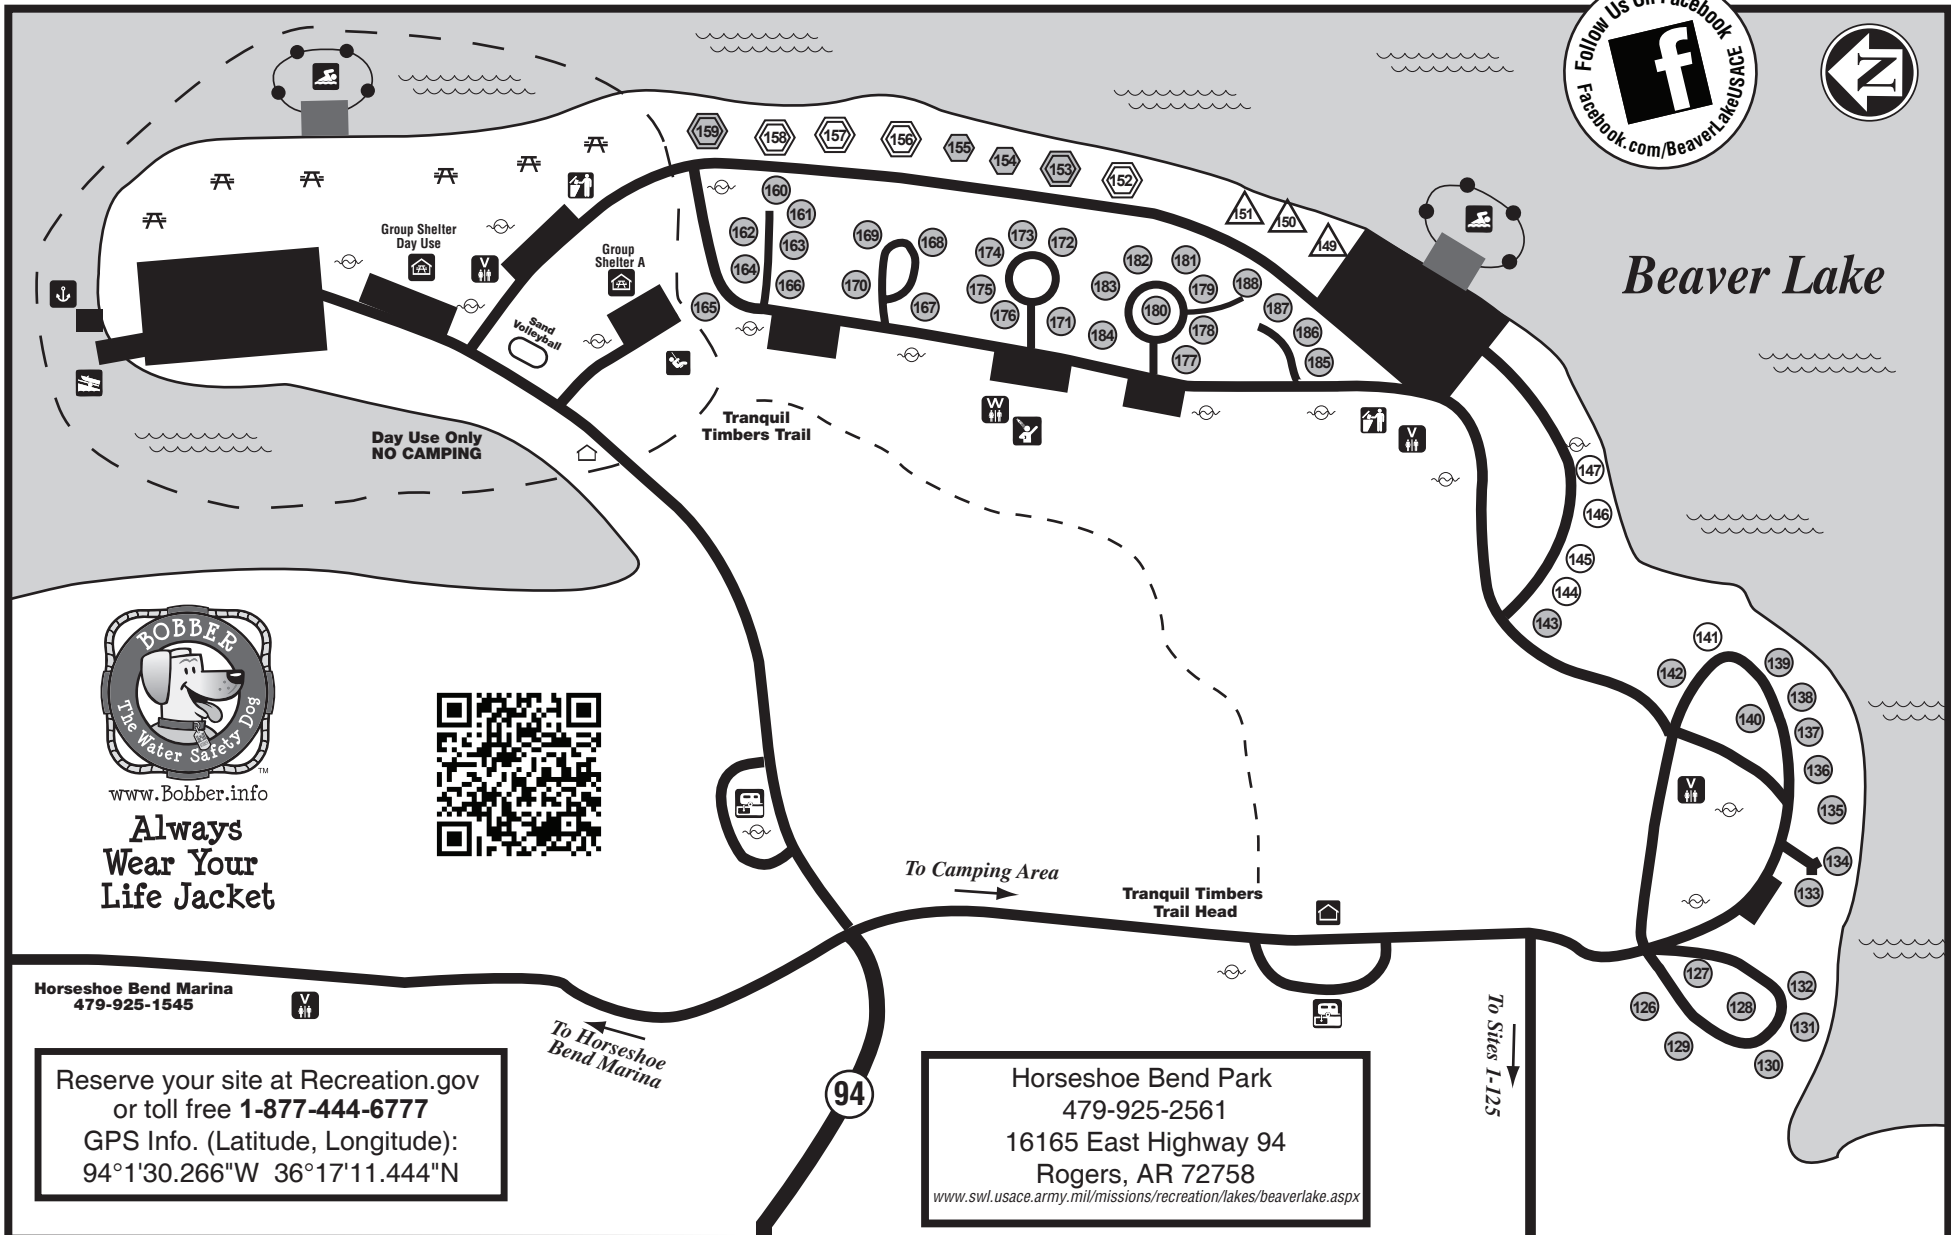 Follow Us On Facebook
f
Facebook.com/BeaverLakeUSACE
N
Beaver Lake
159
158
157
156
155
154
153
152
151
150
149
160
161
162
163
164
166
165
169
168
170
167
173
174
172
175
176
171
182
181
183
179
188
180
187
184
178
186
177
185
Group Shelter
Day Use
V
Group
Shelter A
Sand
Volleyball
Tranquil
Timbers Trail
W
V
Day Use Only
NO CAMPING
147
146
145
144
143
141
142
139
138
140
137
136
V
135
134
133
127
132
126
128
131
129
130
BOBBER
The Water Safety Dog
TM
www.Bobber.info
Always
Wear Your
Life Jacket
To Camping Area
Tranquil Timbers
Trail Head
Horseshoe Bend Marina
479-925-1545
V
To Horseshoe
Bend Marina
94
To Sites 1-125
Reserve your site at Recreation.gov
or toll free 1-877-444-6777
GPS Info. (Latitude, Longitude):
94°1'30.266"W 36°17'11.444"N
Horseshoe Bend Park
479-925-2561
16165 East Highway 94
Rogers, AR 72758
www.swl.usace.army.mil/missions/recreation/lakes/beaverlake.aspx